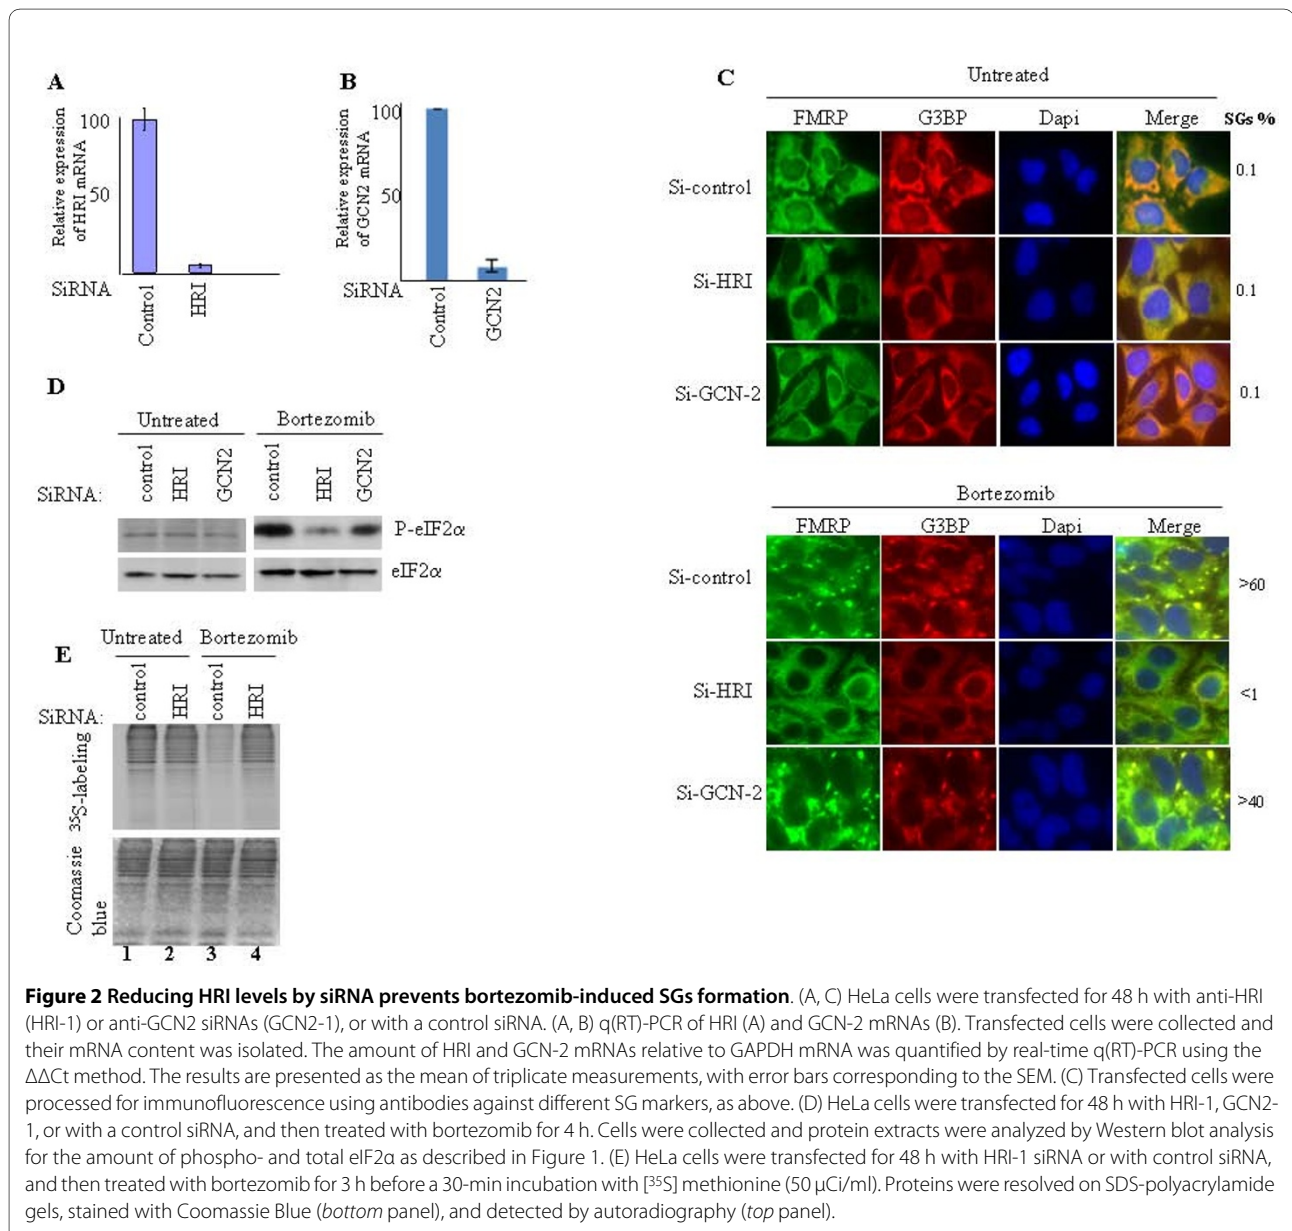 A
Relative expression
of HRI mRNA
100
50
SiRNA
Control
HRI
B
Relative expression
of GCN2 mRNA
100
50
SiRNA
Control
GCN2
C
Untreated
FMRP G3BP Dapi Merge SGs %
Si-control 0.1
Si-HRI 0.1
Si-GCN-2 0.1
Bortezomib
FMRP G3BP Dapi Merge
Si-control >60
Si-HRI <1
Si-GCN-2 >40
D
Untreated Bortezomib
SiRNA: control HRI GCN2 control HRI GCN2
P-eIF2α
eIF2α
E
Untreated Bortezomib
SiRNA: control HRI control HRI
35S-labeling
Coomassie
blue
1 2 3 4
Figure 2 Reducing HRI levels by siRNA prevents bortezomib-induced SGs formation. (A, C) HeLa cells were transfected for 48 h with anti-HRI
(HRI-1) or anti-GCN2 siRNAs (GCN2-1), or with a control siRNA. (A, B) q(RT)-PCR of HRI (A) and GCN-2 mRNAs (B). Transfected cells were collected and
their mRNA content was isolated. The amount of HRI and GCN-2 mRNAs relative to GAPDH mRNA was quantified by real-time q(RT)-PCR using the
ΔΔCt method. The results are presented as the mean of triplicate measurements, with error bars corresponding to the SEM. (C) Transfected cells were
processed for immunofluorescence using antibodies against different SG markers, as above. (D) HeLa cells were transfected for 48 h with HRI-1, GCN2-
1, or with a control siRNA, and then treated with bortezomib for 4 h. Cells were collected and protein extracts were analyzed by Western blot analysis
for the amount of phospho- and total eIF2α as described in Figure 1. (E) HeLa cells were transfected for 48 h with HRI-1 siRNA or with control siRNA,
and then treated with bortezomib for 3 h before a 30-min incubation with [35S] methionine (50 μCi/ml). Proteins were resolved on SDS-polyacrylamide
gels, stained with Coomassie Blue (bottom panel), and detected by autoradiography (top panel).